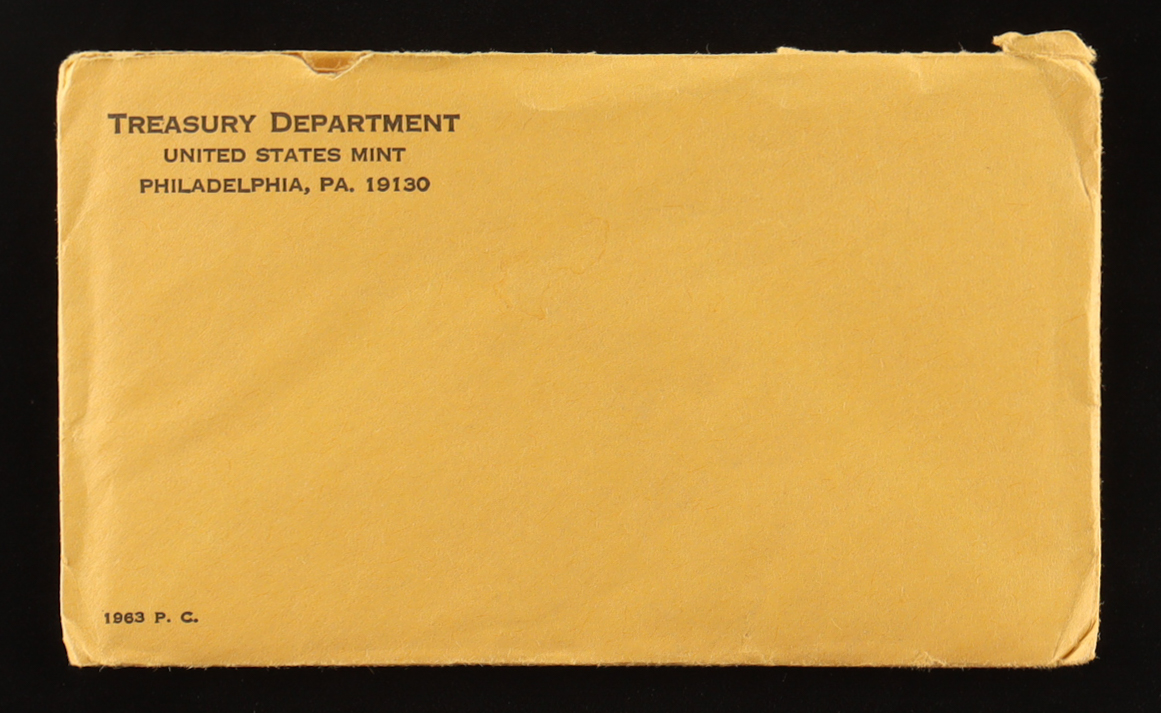 TREASURY DEPARTMENT
UNITED STATES MINT
PHILADELPHIA, PA. 19130
1963 P. C.